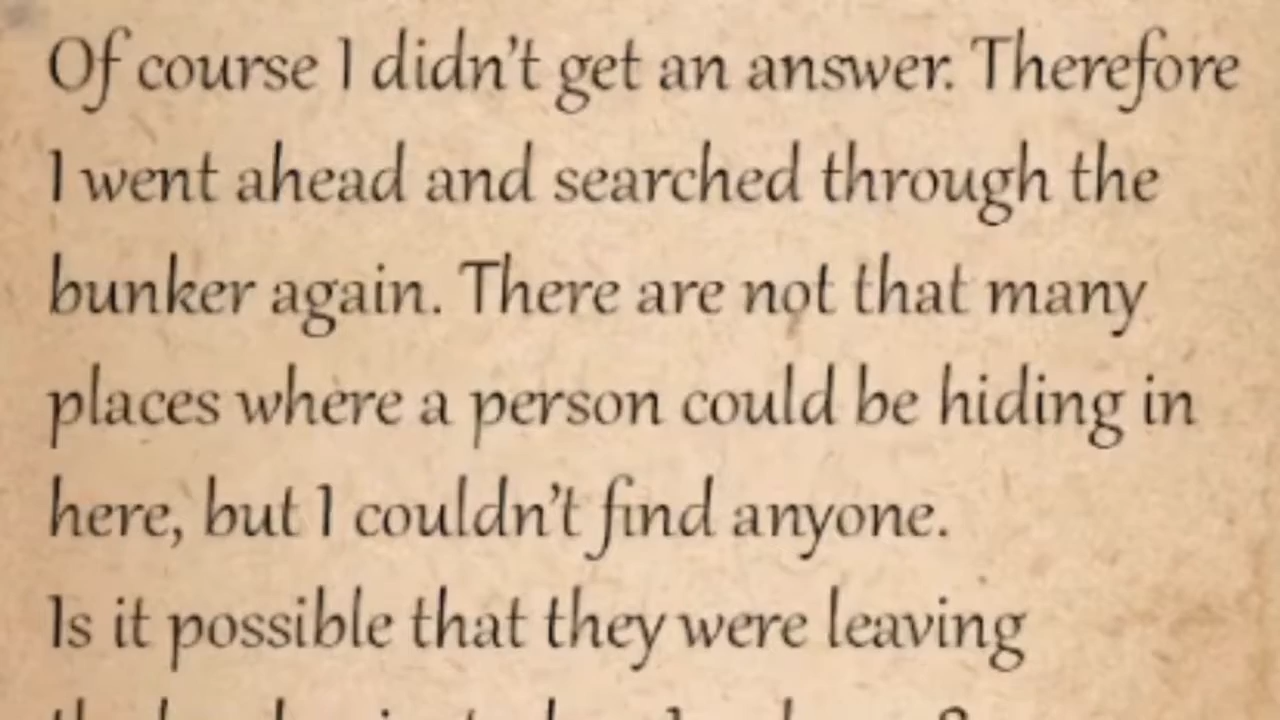 Of course I didn't get an answer. Therefore
I went ahead and searched through the
bunker again. There are not that many
places where a person could be hiding in
here, but I couldn't find anyone.
Is it possible that they were leaving